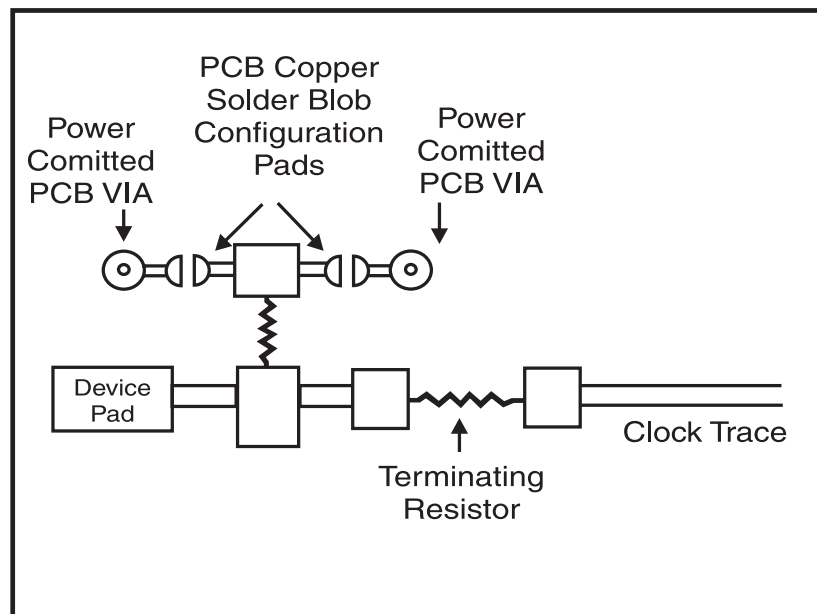 PCB Copper
Solder Blob
Configuration
Pads
Power
Comitted
PCB VIA
Power
Comitted
PCB VIA
Device
Pad
Clock Trace
Terminating
Resistor